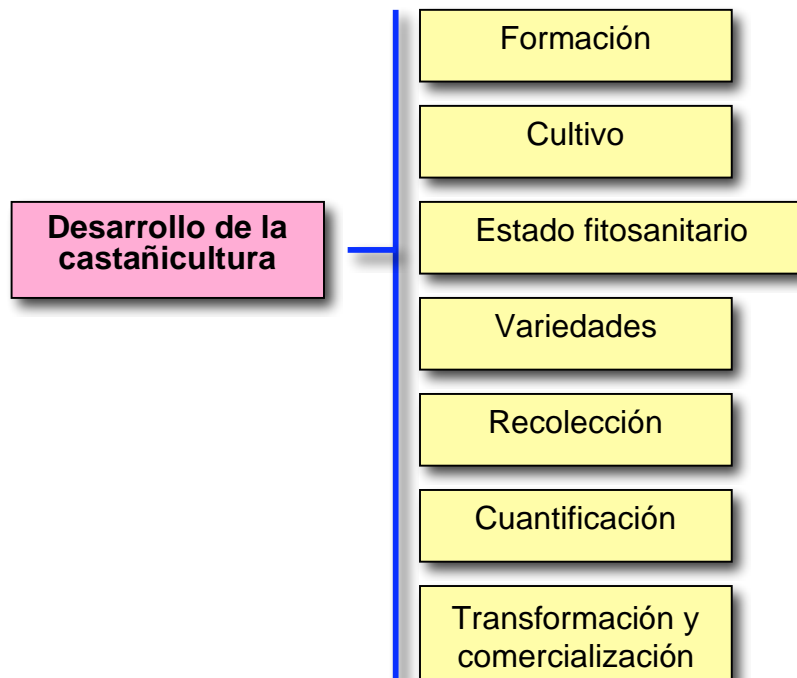 Formación
Cultivo
Desarrollo de la
castañicultura
Estado fitosanitario
Variedades
Recolección
Cuantificación
Transformación y
comercialización